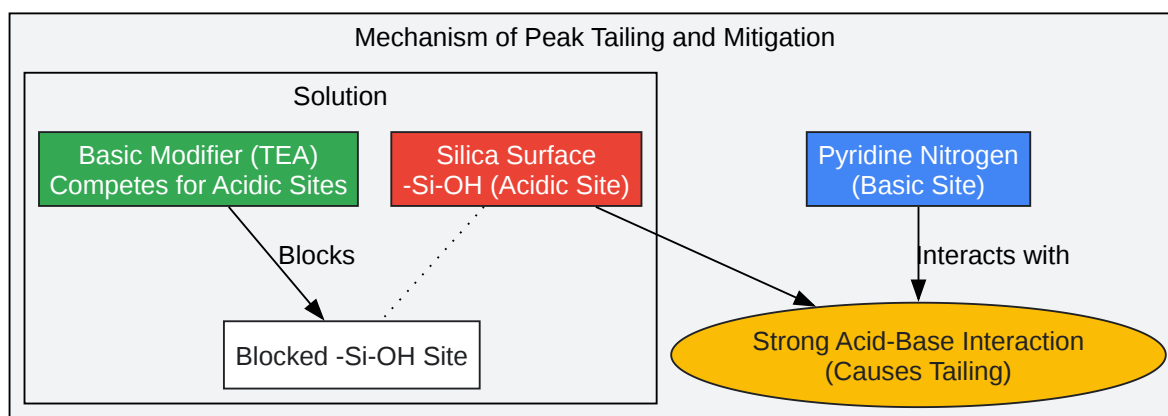 Mechanism of Peak Tailing and Mitigation
Solution
Basic Modifier (TEA)
Competes for Acidic Sites
Silica Surface
-Si-OH (Acidic Site)
Pyridine Nitrogen
(Basic Site)
Blocks
Interacts with
Blocked -Si-OH Site
Strong Acid-Base Interaction
(Causes Tailing)